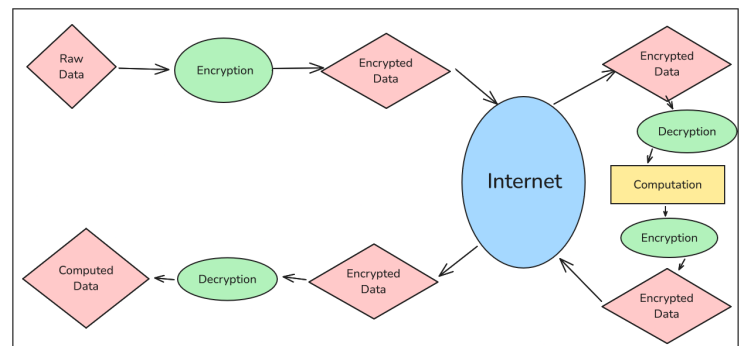 Raw
Data
Encryption
Encrypted
Data
Internet
Encrypted
Data
Decryption
Computation
Encryption
Encrypted
Data
Encrypted
Data
Decryption
Computed
Data